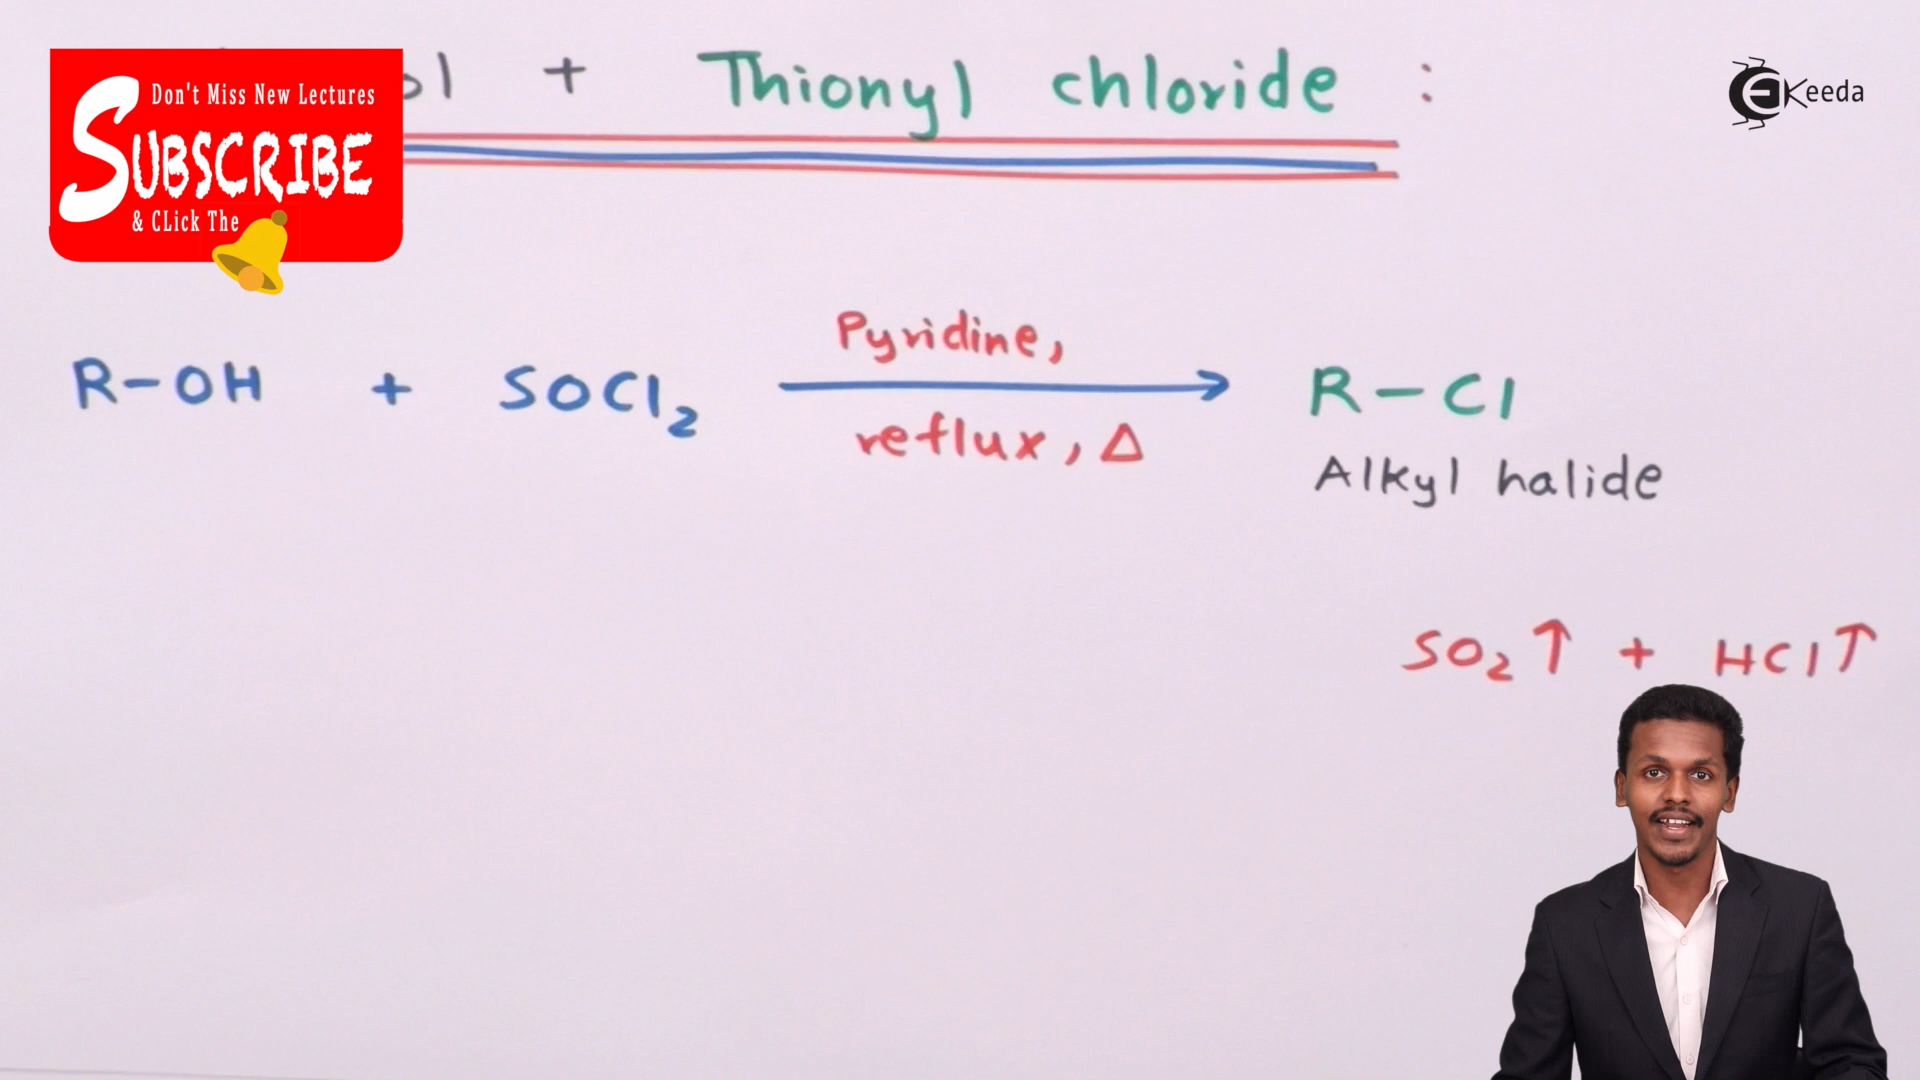 Don't Miss New Lectures
SUBSCRIBE
& CLick The
ol + Thionyl chloride :
EKeeda
R-OH + SOCl₂
Pyridine,
reflux, Δ
R-Cl
Alkyl halide
SO₂↑ + HCl↑